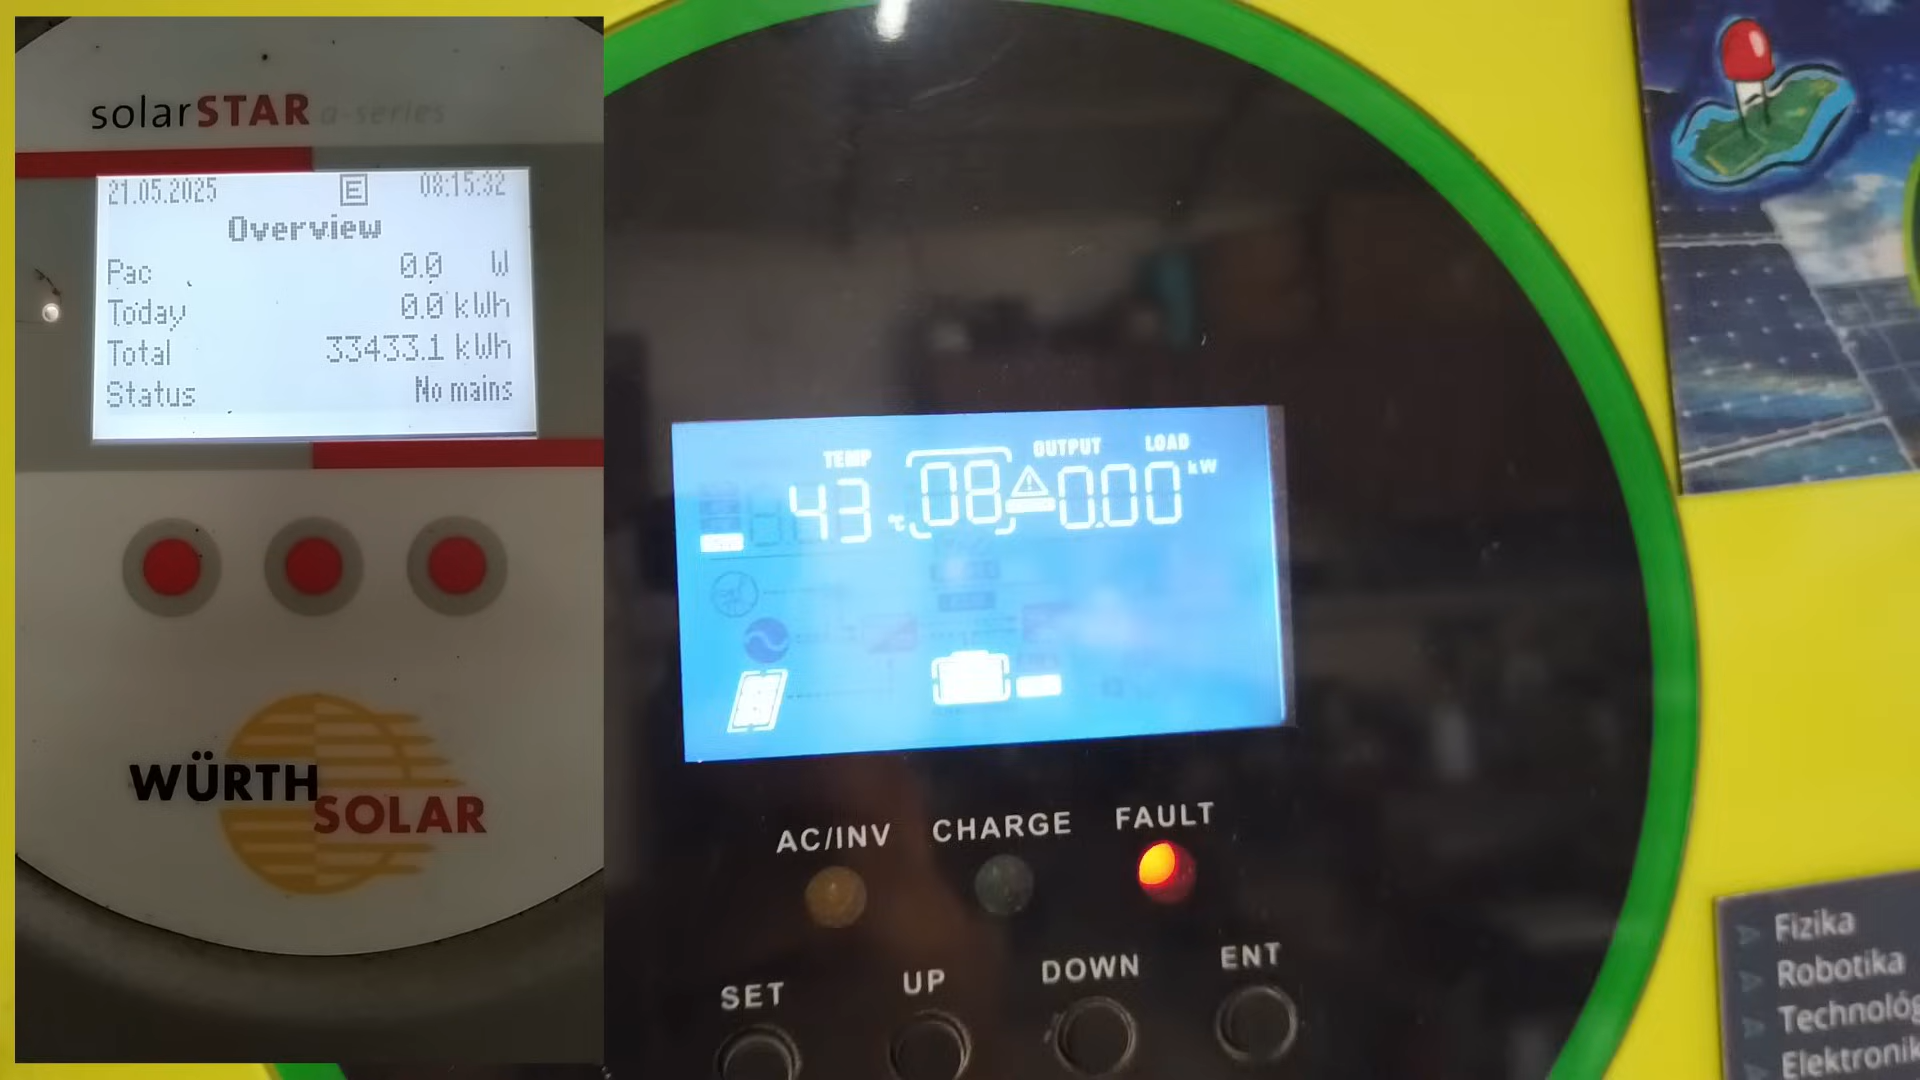 solarSTAR a-series
21.05.2025 E 08:15:32
Overview
Pac 0.0 W
Today 0.0 kWh
Total 33433.1 kWh
Status No mains
WÜRTH
SOLAR
TEMP OUTPUT LOAD
43 °C 08 0.00 kW
AC/INV CHARGE FAULT
SET UP DOWN ENT
Fizika
Robotika